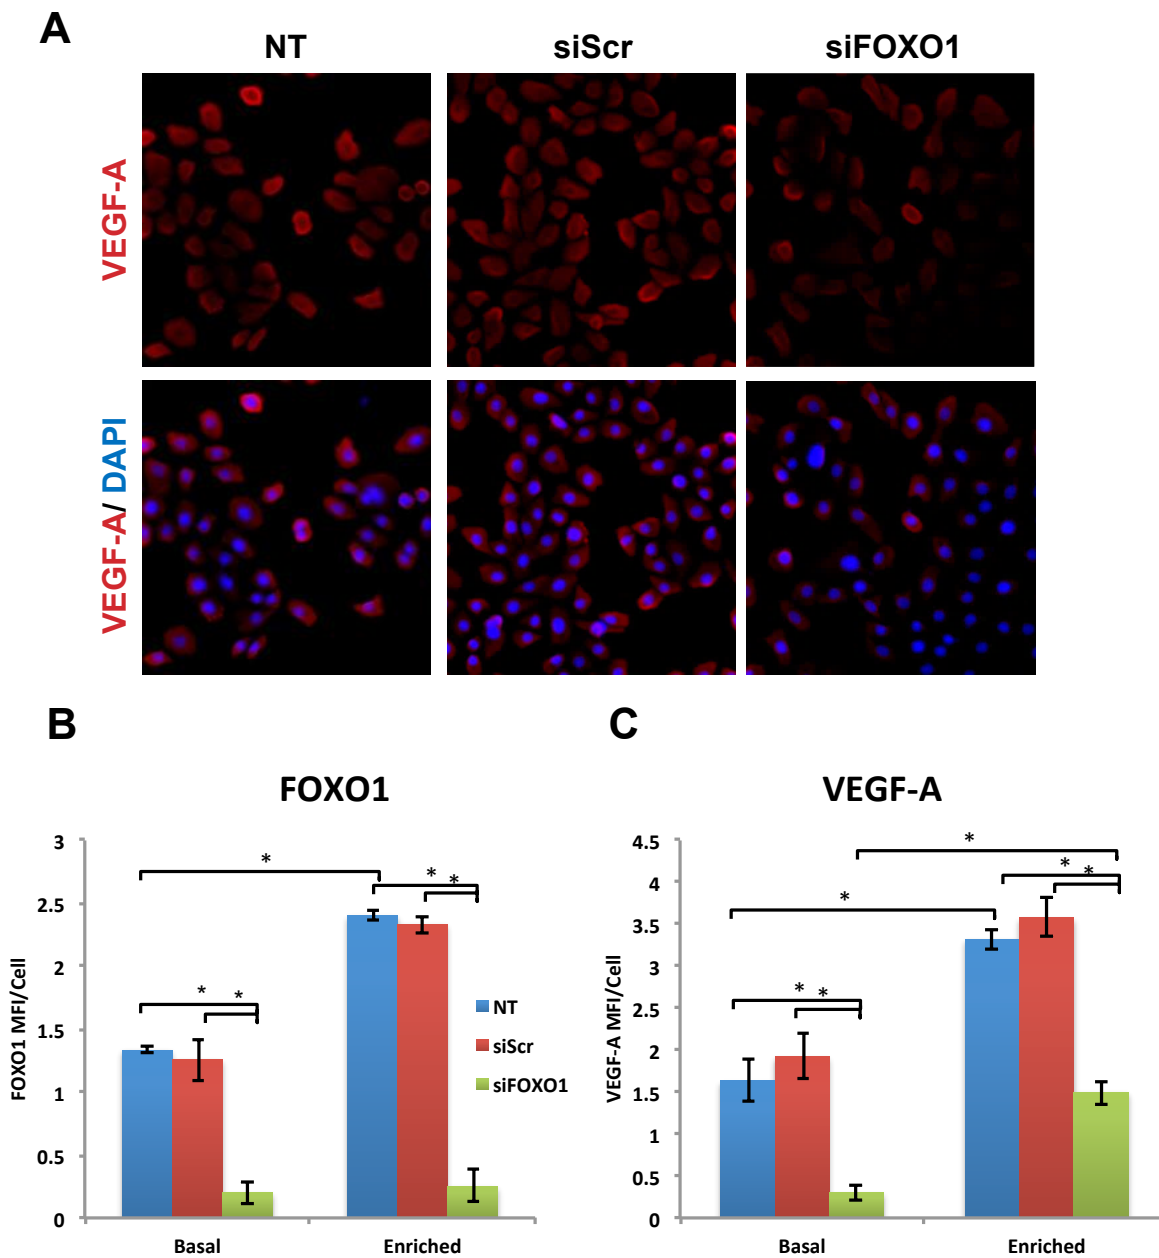 A
NT
siScr
siFOXO1
VEGF-A
VEGF-A/ DAPI
B
FOXO1
FOXO1 MFI/Cell
3
2.5
2
1.5
1
0.5
0
*
* *
* *
NT
siScr
siFOXO1
Basal
Enriched
C
VEGF-A
VEGF-A MFI/Cell
4.5
4
3.5
3
2.5
2
1.5
1
0.5
0
*
* *
*
* *
Basal
Enriched